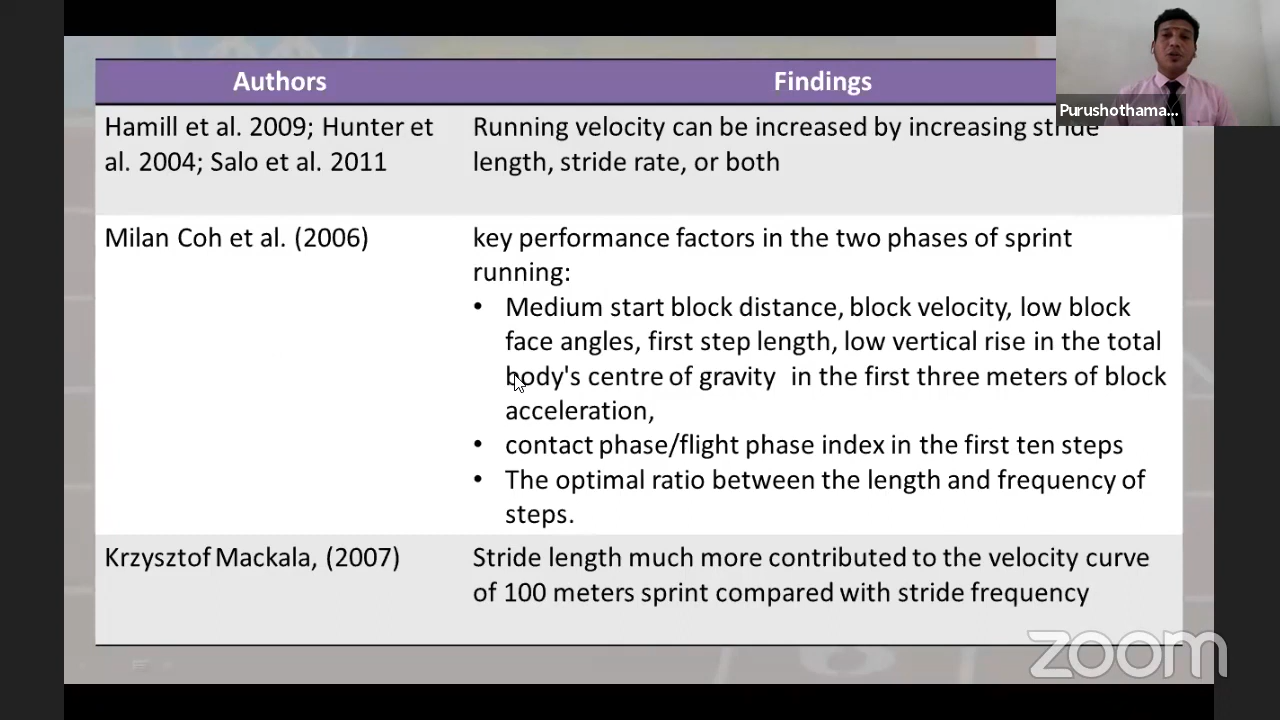 Authors
Findings
Purushothama...
Hamill et al. 2009; Hunter et
al. 2004; Salo et al. 2011
Running velocity can be increased by increasing stride
length, stride rate, or both
Milan Coh et al. (2006)
key performance factors in the two phases of sprint
running:
• Medium start block distance, block velocity, low block
face angles, first step length, low vertical rise in the total
body's centre of gravity in the first three meters of block
acceleration,
• contact phase/flight phase index in the first ten steps
• The optimal ratio between the length and frequency of
steps.
Krzysztof Mackala, (2007)
Stride length much more contributed to the velocity curve
of 100 meters sprint compared with stride frequency
zoom